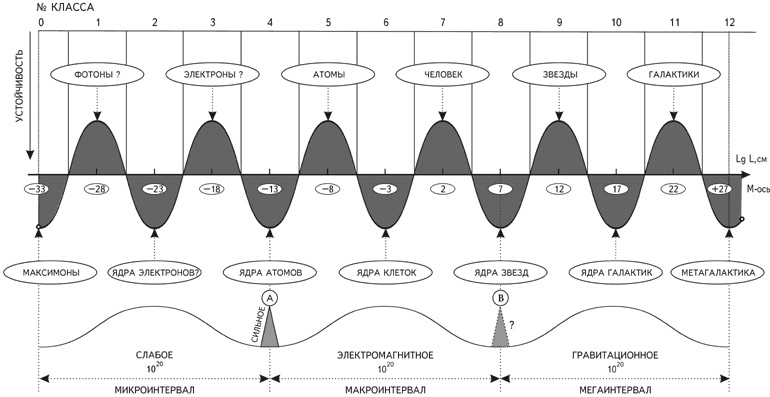 № КЛАССА
0 1 2 3 4 5 6 7 8 9 10 11 12
УСТОЙЧИВОСТЬ
ФОТОНЫ ? ЭЛЕКТРОНЫ ? АТОМЫ ЧЕЛОВЕК ЗВЕЗДЫ ГАЛАКТИКИ
Lg L,см
−33 −28 −23 −18 −13 −8 −3 2 7 12 17 22 +27 М-ось
МАКСИМОНЫ ЯДРА ЭЛЕКТРОНОВ? ЯДРА АТОМОВ ЯДРА КЛЕТОК ЯДРА ЗВЕЗД ЯДРА ГАЛАКТИК МЕТАГАЛАКТИКА
А В
СИЛЬНОЕ ?
СЛАБОЕ ЭЛЕКТРОМАГНИТНОЕ ГРАВИТАЦИОННОЕ
10²⁰ 10²⁰ 10²⁰
МИКРОИНТЕРВАЛ МАКРОИНТЕРВАЛ МЕГАИНТЕРВАЛ